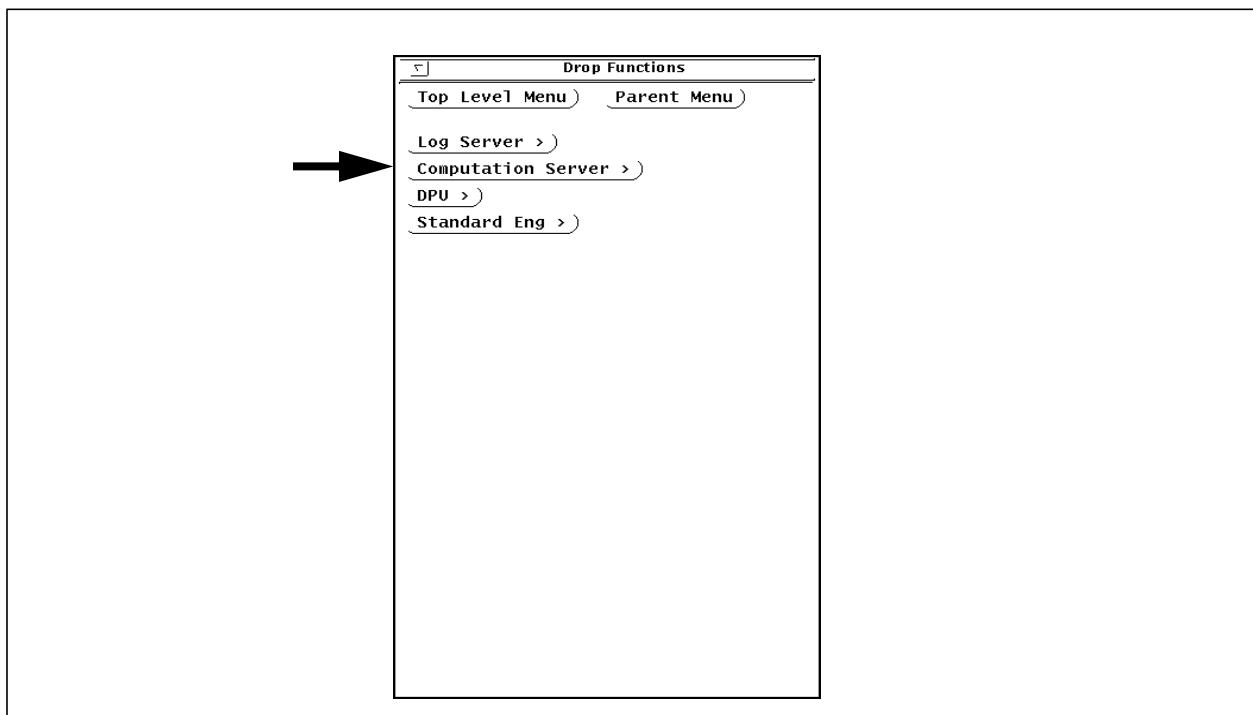 Drop Functions
Top Level Menu Parent Menu
Log Server >
Computation Server >
DPU >
Standard Eng >